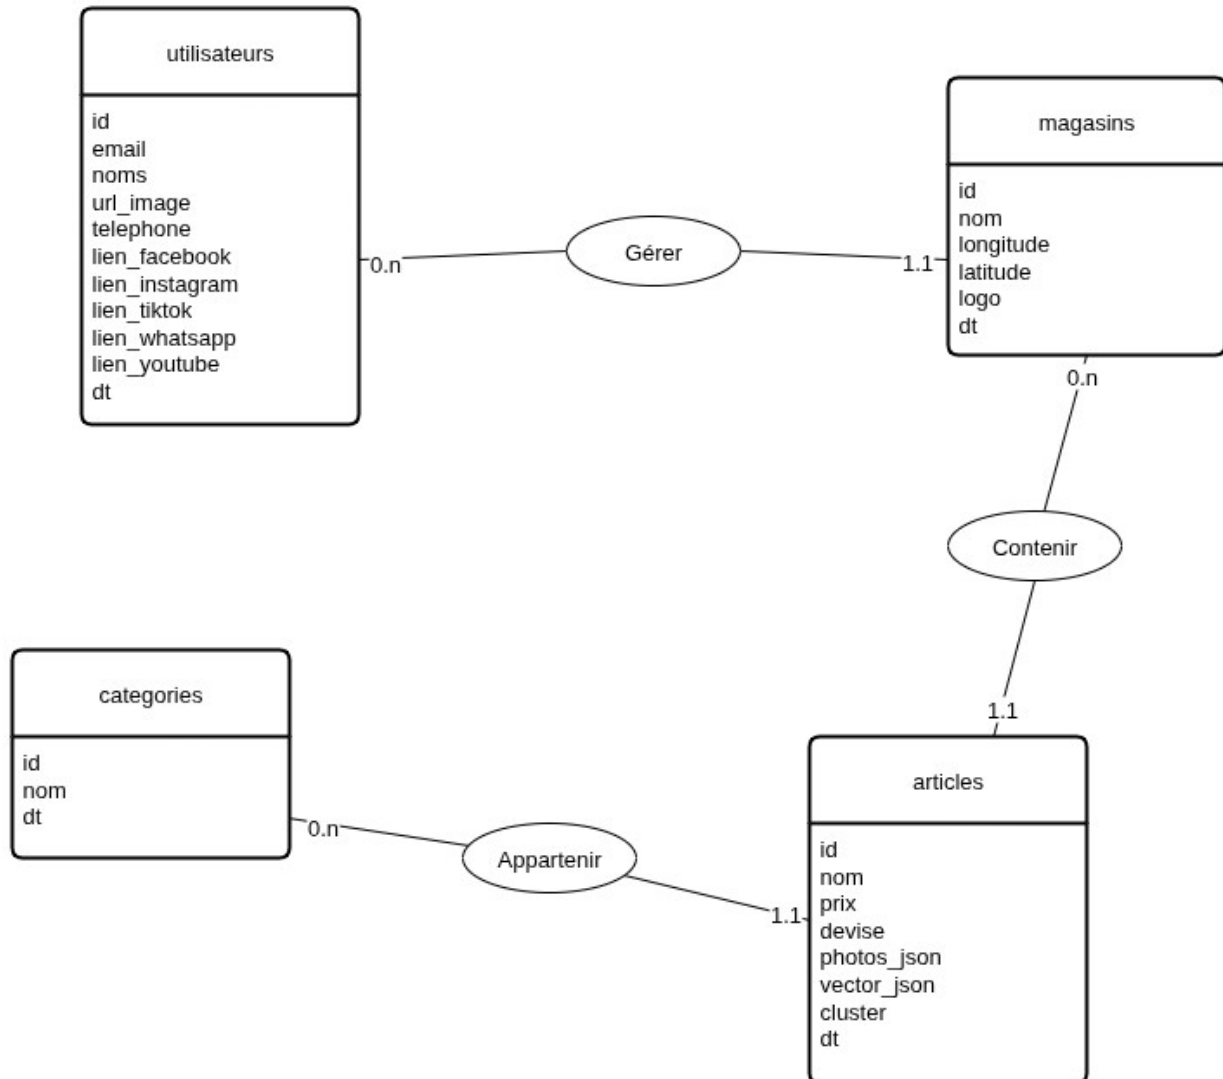 utilisateurs
id
email
noms
url_image
telephone
lien_facebook
lien_instagram
lien_tiktok
lien_whatsapp
lien_youtube
dt
0.n
Gérer
1.1
magasins
id
nom
longitude
latitude
logo
dt
0.n
Contenir
1.1
categories
id
nom
dt
0.n
Appartenir
1.1
articles
id
nom
prix
devise
photos_json
vector_json
cluster
dt